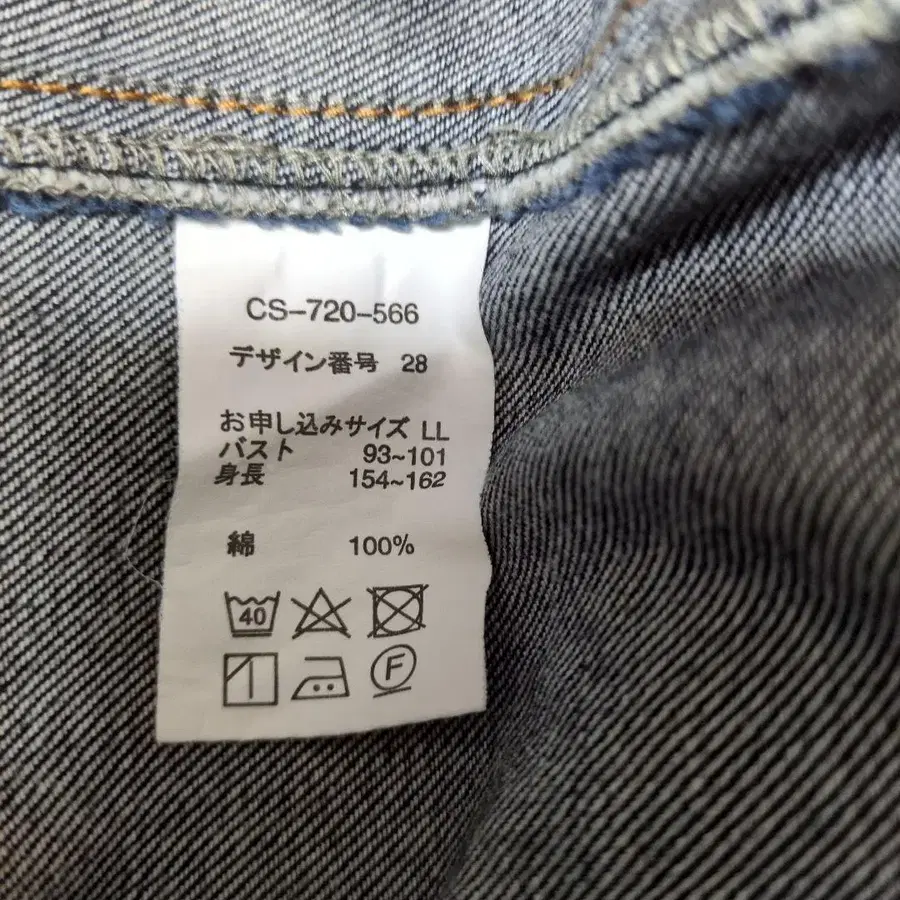 CS-720-566
デザイン番号 28
お申し込みサイズ LL
バスト 93~101
身長 154~162
綿 100%
40
F